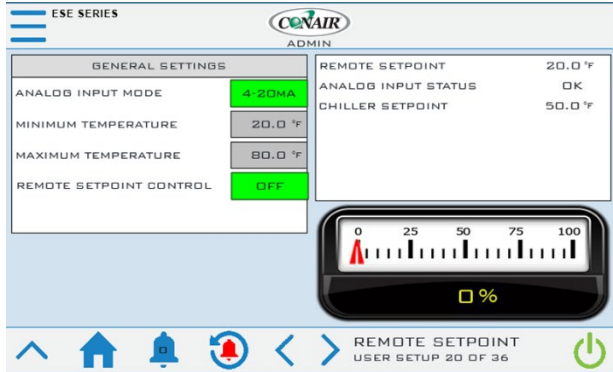 ESE SERIES
CONAIR
ADMIN
GENERAL SETTINGS
ANALOG INPUT MODE 4-20MA
MINIMUM TEMPERATURE 20.0 °F
MAXIMUM TEMPERATURE 80.0 °F
REMOTE SETPOINT CONTROL OFF
REMOTE SETPOINT 20.0 °F
ANALOG INPUT STATUS OK
CHILLER SETPOINT 50.0 °F
0 25 50 75 100
0 %
0
REMOTE SETPOINT
USER SETUP 20 OF 36